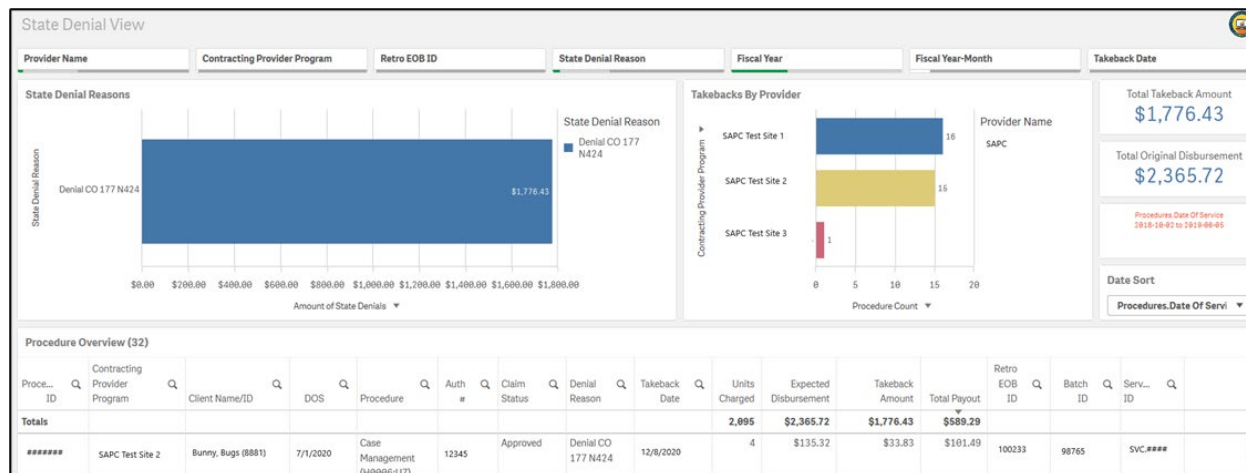 State Denial View
Provider Name
Contracting Provider Program
Retro EOB ID
State Denial Reason
Fiscal Year
Fiscal Year-Month
Takeback Date
State Denial Reasons
State Denial Reason
Denial CO 177 N424
$1,776.43
$0.00 $200.00 $400.00 $600.00 $800.00 $1,000.00 $1,200.00 $1,400.00 $1,600.00 $1,800.00
Amount of State Denials
State Denial Reason
Denial CO 177
N424
Takebacks By Provider
Contracting Provider Program
SAPC Test Site 1
16
SAPC Test Site 2
15
SAPC Test Site 3
1
0 5 10 15 20
Procedure Count
Provider Name
SAPC
Total Takeback Amount
$1,776.43
Total Original Disbursement
$2,365.72
Procedures.Date Of Service
2018-10-02 to 2019-06-05
Date Sort
Procedures.Date Of Servi
Procedure Overview (32)
Proce... ID
Contracting Provider Program
Client Name/ID
DOS
Procedure
Auth #
Claim Status
Denial Reason
Takeback Date
Units Charged
Expected Disbursement
Takeback Amount
Total Payout
Retro EOB ID
Batch ID
Serv... ID
Totals 2,095 $2,365.72 $1,776.43 $589.29
####### SAPC Test Site 2 Bunny, Bugs (8881) 7/1/2020 Case Management (H0006:U7) 12345 Approved Denial CO 177 N424 12/8/2020 4 $135.32 $33.83 $101.49 100233 98765 SVC.####